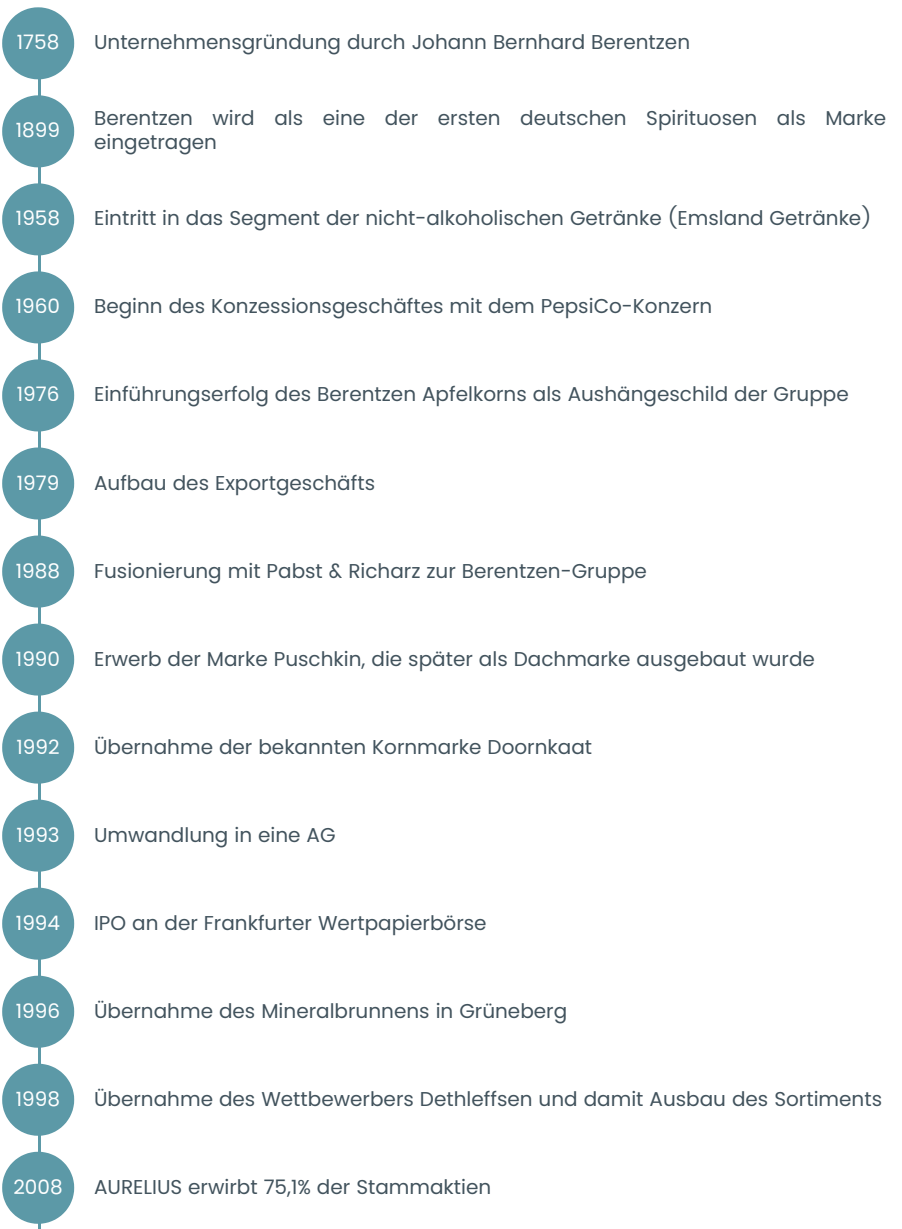 1758 Unternehmensgründung durch Johann Bernhard Berentzen
1899 Berentzen wird als eine der ersten deutschen Spirituosen als Marke
eingetragen
1958 Eintritt in das Segment der nicht-alkoholischen Getränke (Emsland Getränke)
1960 Beginn des Konzessionsgeschäftes mit dem PepsiCo-Konzern
1976 Einführungserfolg des Berentzen Apfelkorns als Aushängeschild der Gruppe
1979 Aufbau des Exportgeschäfts
1988 Fusionierung mit Pabst & Richarz zur Berentzen-Gruppe
1990 Erwerb der Marke Puschkin, die später als Dachmarke ausgebaut wurde
1992 Übernahme der bekannten Kornmarke Doornkaat
1993 Umwandlung in eine AG
1994 IPO an der Frankfurter Wertpapierbörse
1996 Übernahme des Mineralbrunnens in Grüneberg
1998 Übernahme des Wettbewerbers Dethleffsen und damit Ausbau des Sortiments
2008 AURELIUS erwirbt 75,1% der Stammaktien